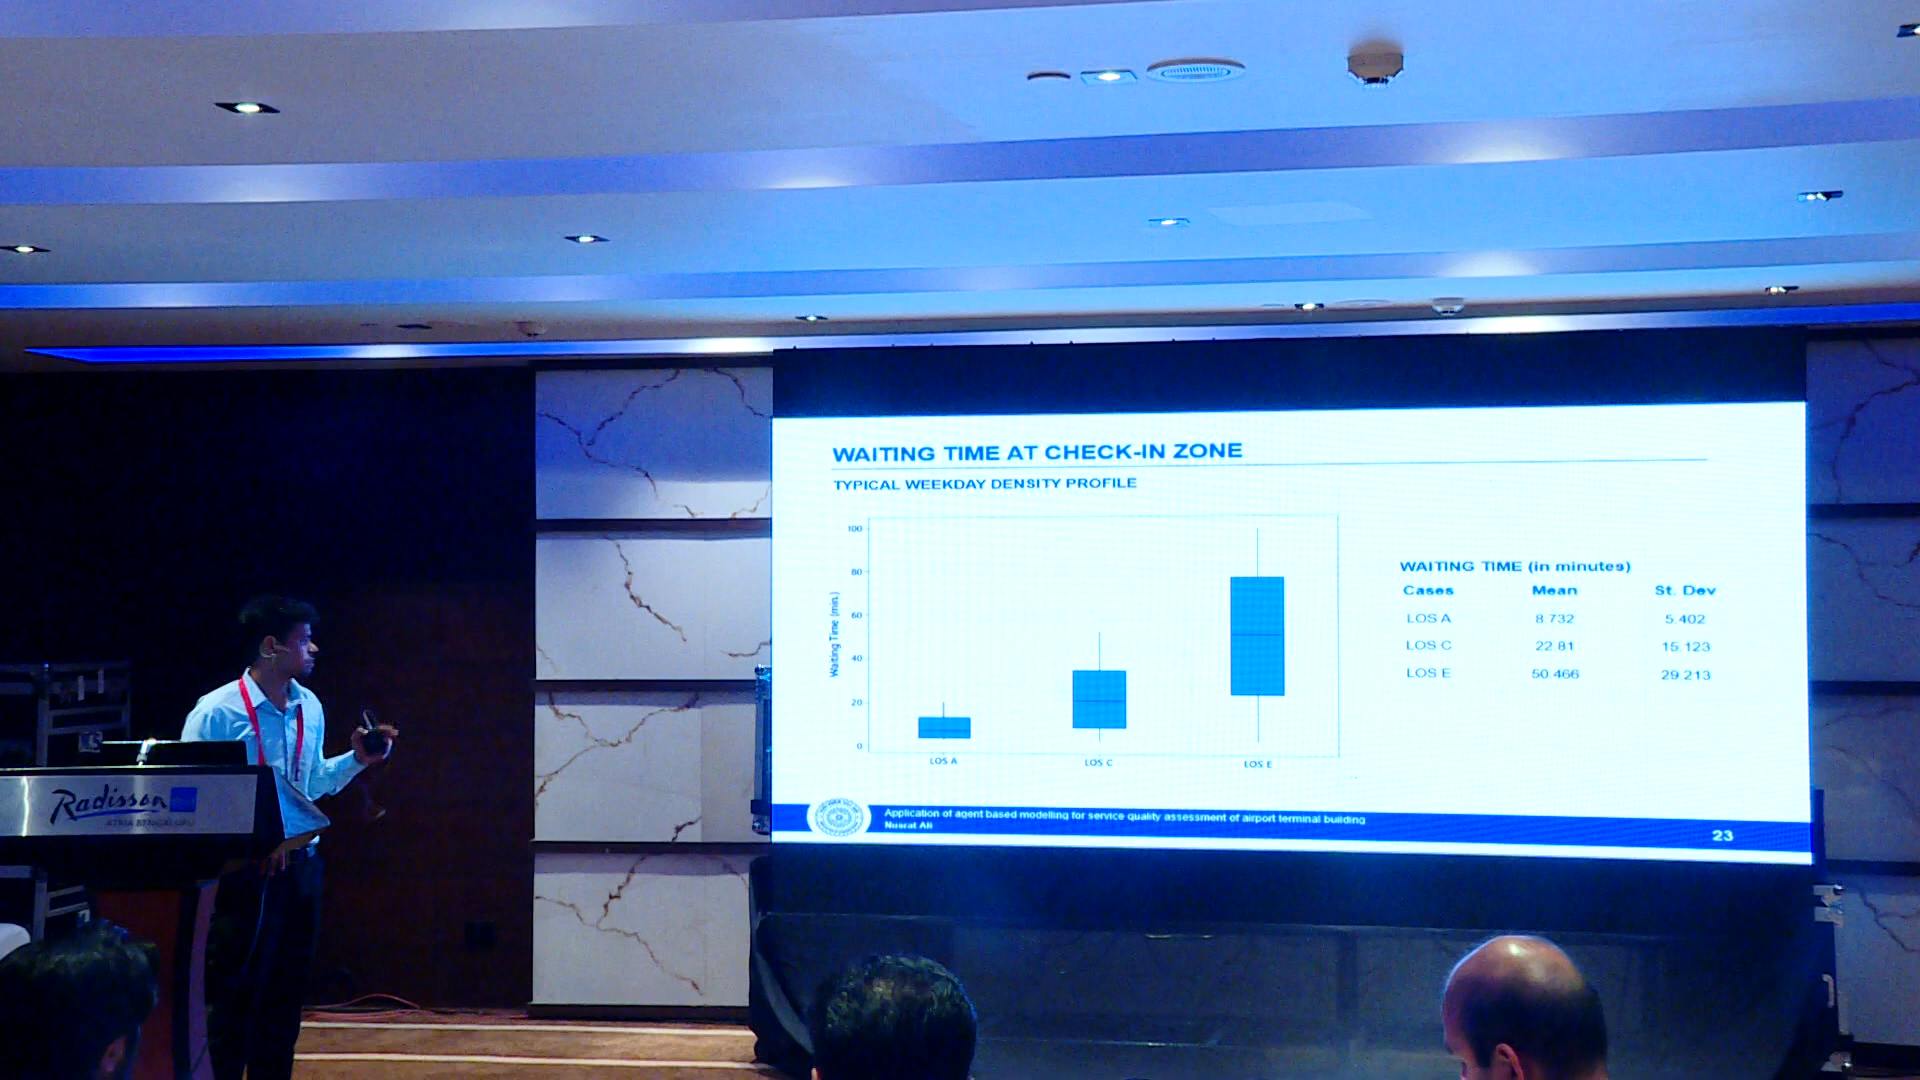 WAITING TIME AT CHECK-IN ZONE
TYPICAL WEEKDAY DENSITY PROFILE
100
80
60
40
20
0
Waiting Time (min.)
LOS A
LOS C
LOS E
WAITING TIME (in minutes)
Cases Mean St. Dev
LOS A 8.732 5.402
LOS C 22.81 15.123
LOS E 50.466 29.213
Application of agent based modelling for service quality assessment of airport terminal building
Nusrat Ali
23
Radisson
ATRIA BENGALURU